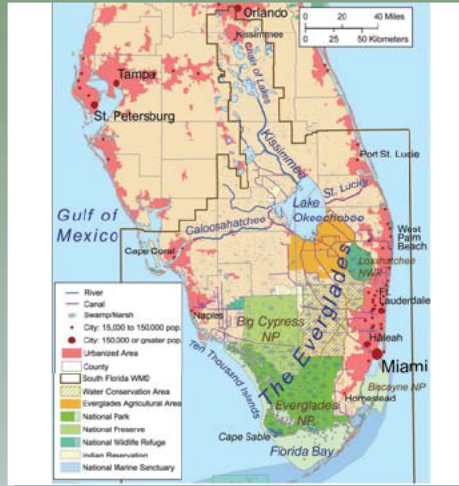 Orlando
Kissimmee
0 20 40 Miles
0 25 50 Kilometers
Chain of Lakes
Tampa
St. Petersburg
Kissimmee
Port St. Lucie
St. Lucie
Lake
Okeechobee
Gulf of
Mexico
Caloosahatchee
West
Palm
Beach
Cape Coral
Loxahatchee
NWR
Ft.
Lauderdale
Naples
Big Cypress
NP
The Everglades
Hialeah
Miami
Ten Thousand Islands
Biscayne NP
Everglades
NP
Homestead
Cape Sable
Florida Bay
River
Canal
Swamp/Marsh
City: 15,000 to 150,000 pop.
City: 150,000 or greater pop.
Urbanized Area
County
South Florida WMD
Water Conservation Area
Everglades Agricultural Area
National Park
National Preserve
National Wildlife Refuge
Indian Reservation
National Marine Sanctuary